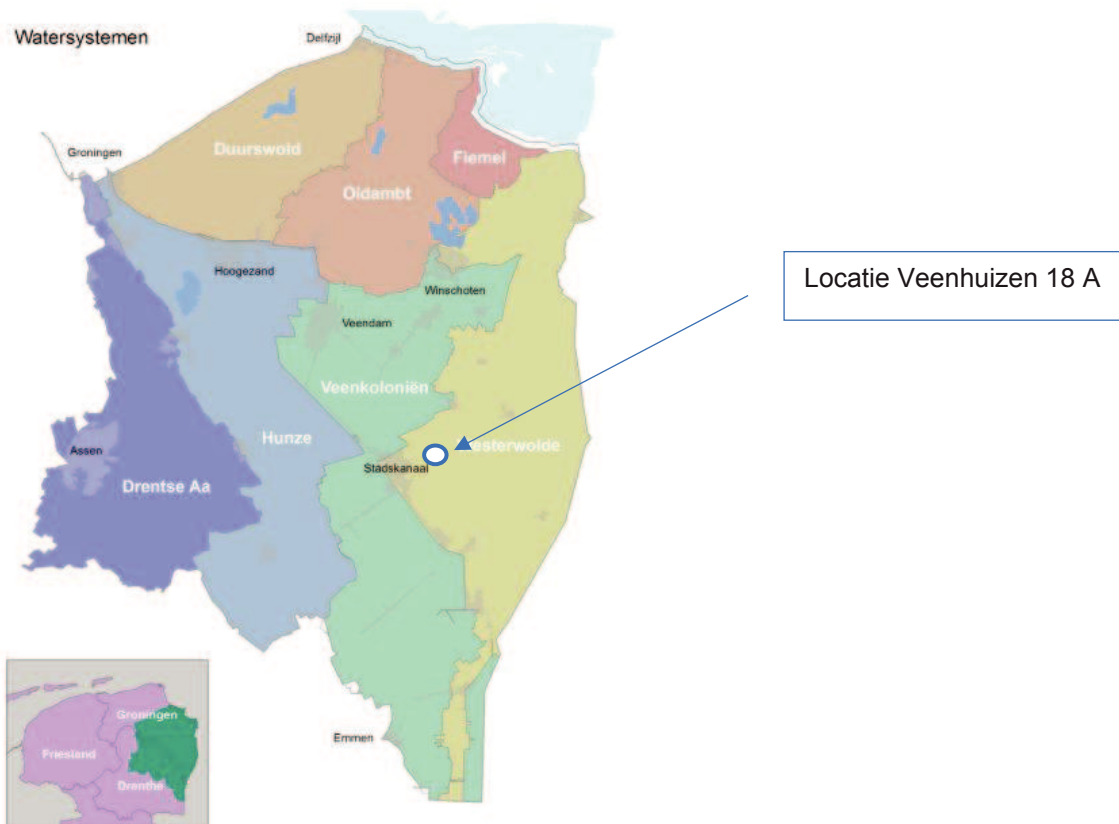 Watersystemen
Delfzijl
Groningen
Duurswold
Fiemel
Oldambt
Hoogezand
Locatie Veenhuizen 18 A
Winschoten
Veendam
Veenkoloniën
Hunze
esterwolde
Assen
Stadskanaal
Drentse Aa
Groningen
Friesland
Drenthe
Emmen